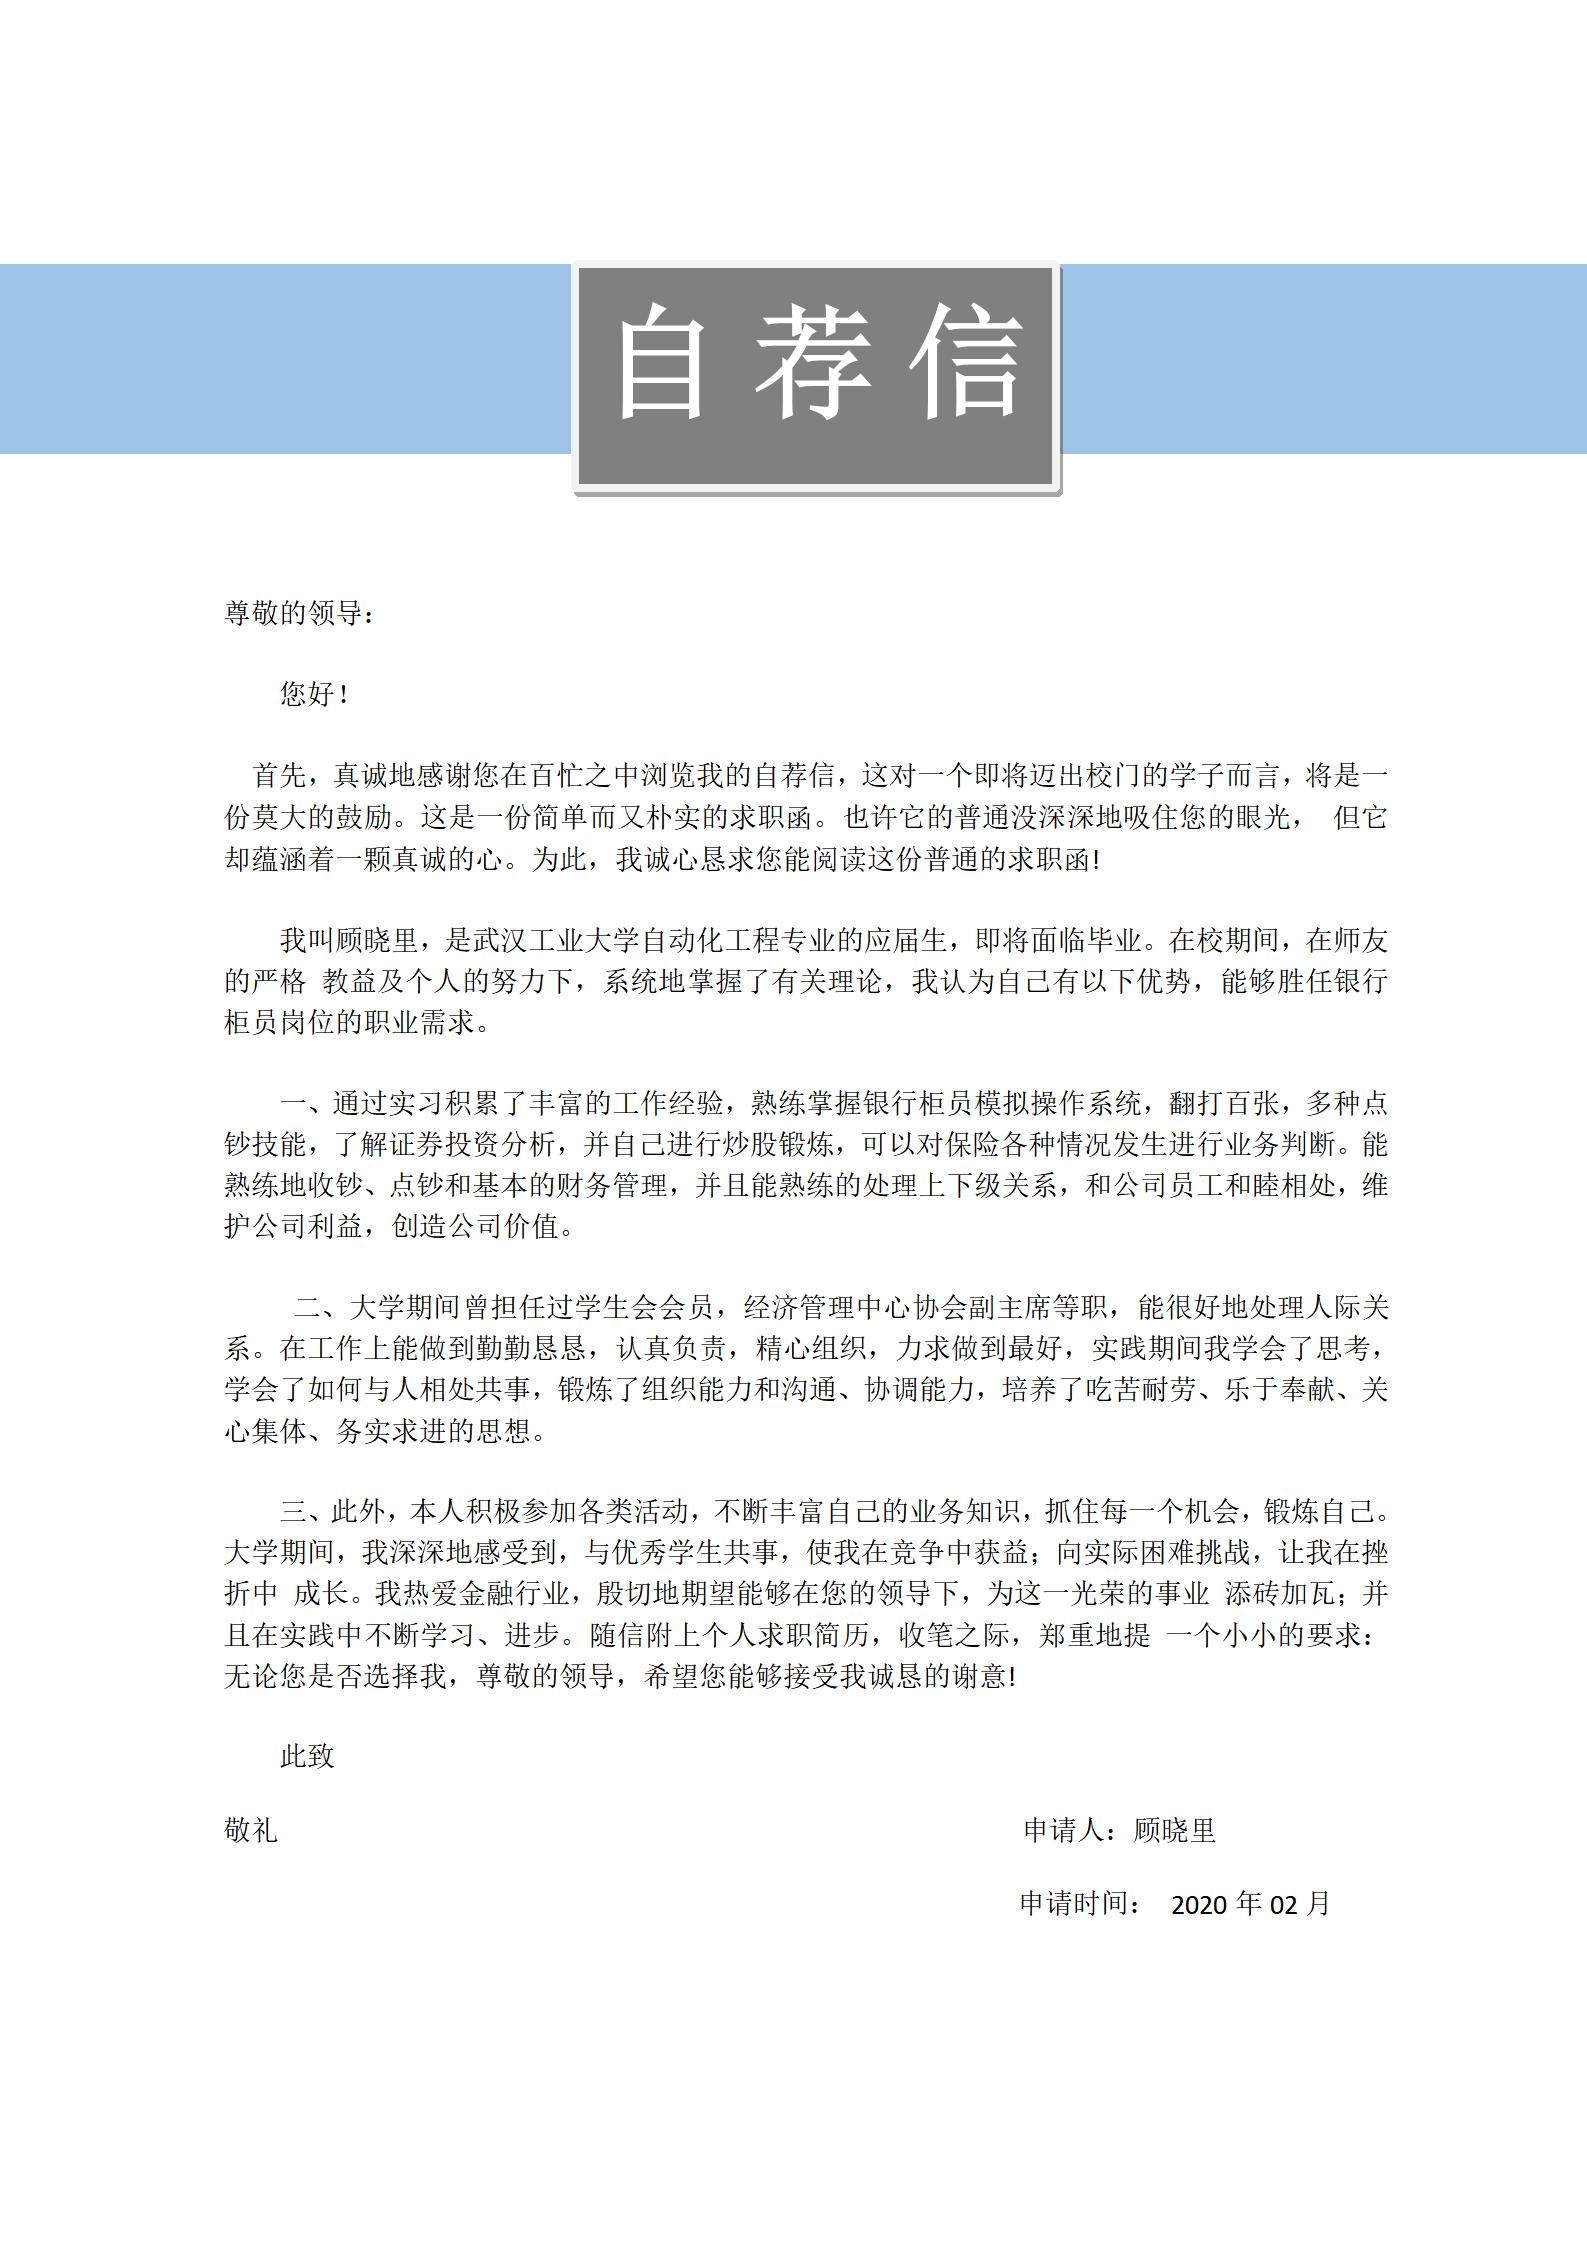 自荐信
尊敬的领导：
您好！
首先，真诚地感谢您在百忙之中浏览我的自荐信，这对一个即将迈出校门的学子而言，将是一
份莫大的鼓励。这是一份简单而又朴实的求职函。也许它的普通没深深地吸住您的眼光， 但它
却蕴涵着一颗真诚的心。为此，我诚心恳求您能阅读这份普通的求职函!
我叫顾晓里，是武汉工业大学自动化工程专业的应届生，即将面临毕业。在校期间，在师友
的严格 教益及个人的努力下，系统地掌握了有关理论，我认为自己有以下优势，能够胜任银行
柜员岗位的职业需求。
一、通过实习积累了丰富的工作经验，熟练掌握银行柜员模拟操作系统，翻打百张，多种点
钞技能，了解证券投资分析，并自己进行炒股锻炼，可以对保险各种情况发生进行业务判断。能
熟练地收钞、点钞和基本的财务管理，并且能熟练的处理上下级关系，和公司员工和睦相处，维
护公司利益，创造公司价值。
二、大学期间曾担任过学生会会员，经济管理中心协会副主席等职，能很好地处理人际关
系。在工作上能做到勤勤恳恳，认真负责，精心组织，力求做到最好，实践期间我学会了思考，
学会了如何与人相处共事，锻炼了组织能力和沟通、协调能力，培养了吃苦耐劳、乐于奉献、关
心集体、务实求进的思想。
三、此外，本人积极参加各类活动，不断丰富自己的业务知识，抓住每一个机会，锻炼自己。
大学期间，我深深地感受到，与优秀学生共事，使我在竞争中获益；向实际困难挑战，让我在挫
折中 成长。我热爱金融行业，殷切地期望能够在您的领导下，为这一光荣的事业 添砖加瓦；并
且在实践中不断学习、进步。随信附上个人求职简历，收笔之际，郑重地提 一个小小的要求：
无论您是否选择我，尊敬的领导，希望您能够接受我诚恳的谢意!
此致
敬礼 申请人：顾晓里
申请时间： 2020 年 02 月